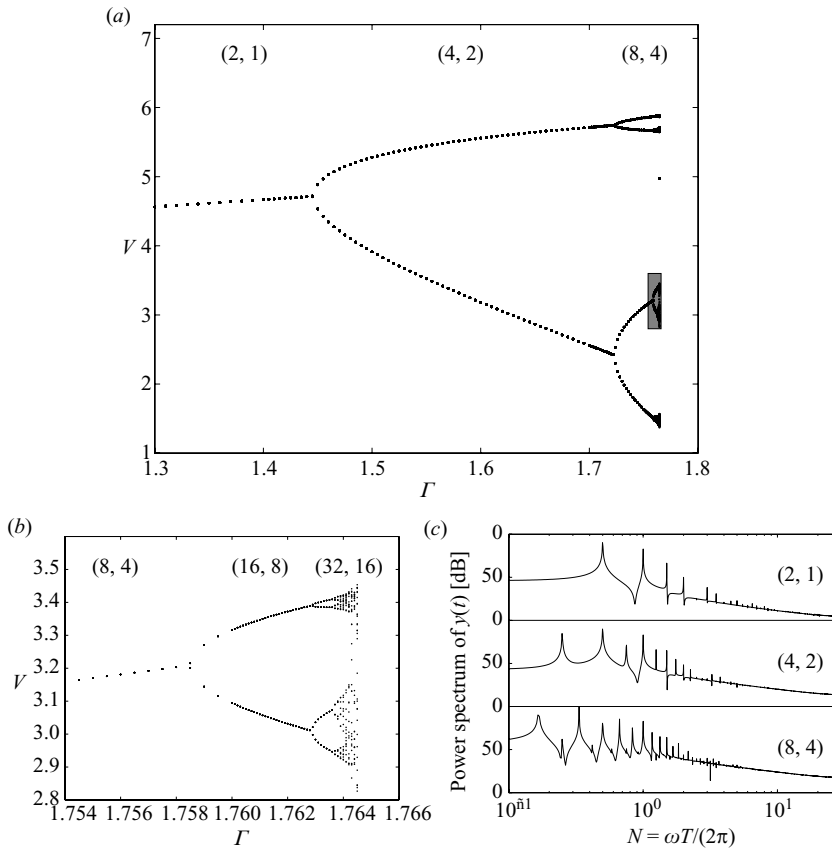 (a)
7
(2, 1) (4, 2) (8, 4)
6
5
V 4
3
2
1
1.3 1.4 1.5 1.6 1.7 1.8
Γ
(b)
3.6
(8, 4) (16, 8) (32, 16)
3.5
3.4
3.3
V 3.2
3.1
3.0
2.9
2.8
1.754 1.756 1.758 1.760 1.762 1.764 1.766
Γ
(c)
Power spectrum of y(t) [dB]
0
50
(2, 1)
0
50
(4, 2)
0
50
(8, 4)
0
10ñ1 10⁰ 10¹
N = ωT/(2π)